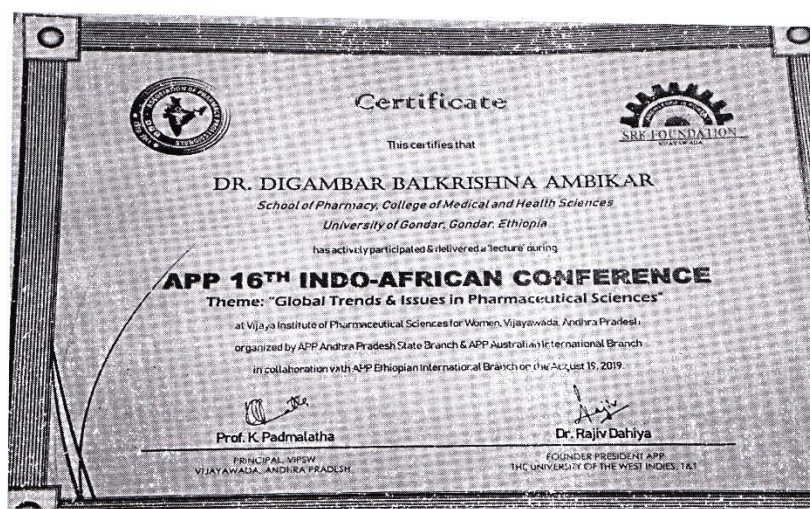 Certificate
ASSOCIATION OF PHARMACY PROFESSIONALS
SRK FOUNDATION
VIJAYAWADA
This certifies that
DR. DIGAMBAR BALKRISHNA AMBIKAR
School of Pharmacy, College of Medical and Health Sciences
University of Gondar, Gondar, Ethiopia
has actively participated & delivered a 'lecture' during
APP 16TH INDO-AFRICAN CONFERENCE
Theme: "Global Trends & Issues in Pharmaceutical Sciences"
at Vijaya Institute of Pharmaceutical Sciences for Women, Vijayawada, Andhra Pradesh
organized by APP Andhra Pradesh State Branch & APP Australian International Branch
in collaboration with APP Ethiopian International Branch on the August 19, 2019.
Prof. K. Padmalatha
Dr. Rajiv Dahiya
PRINCIPAL, VIPSW
VIJAYAWADA, ANDHRA PRADESH
FOUNDER PRESIDENT APP
THE UNIVERSITY OF THE WEST INDIES, T&T